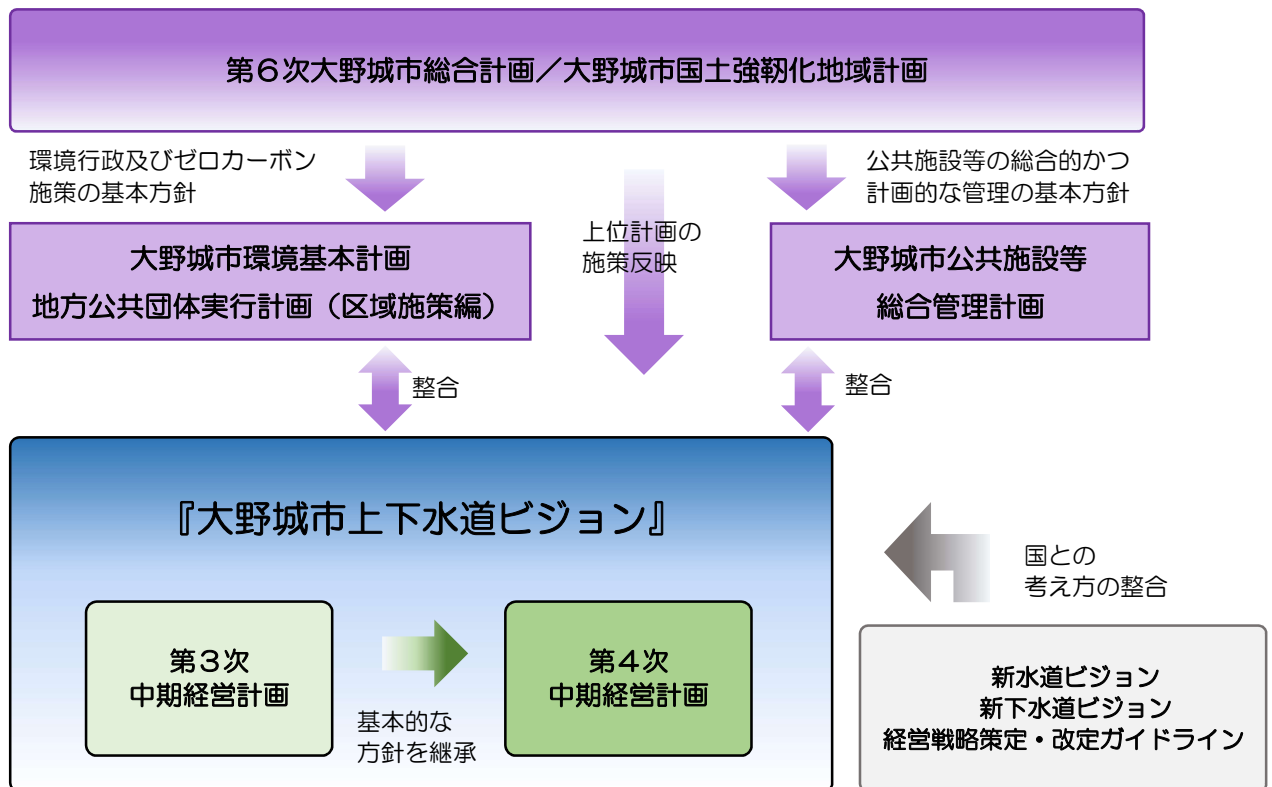 第６次大野城市総合計画／大野城市国土強靭化地域計画
環境行政及びゼロカーボン
施策の基本方針
公共施設等の総合的かつ
計画的な管理の基本方針
上位計画の
施策反映
大野城市環境基本計画
地方公共団体実行計画（区域施策編）
大野城市公共施設等
総合管理計画
整合
整合
『大野城市上下水道ビジョン』
第３次
中期経営計画
基本的な
方針を継承
第４次
中期経営計画
国との
考え方の整合
新水道ビジョン
新下水道ビジョン
経営戦略策定・改定ガイドライン